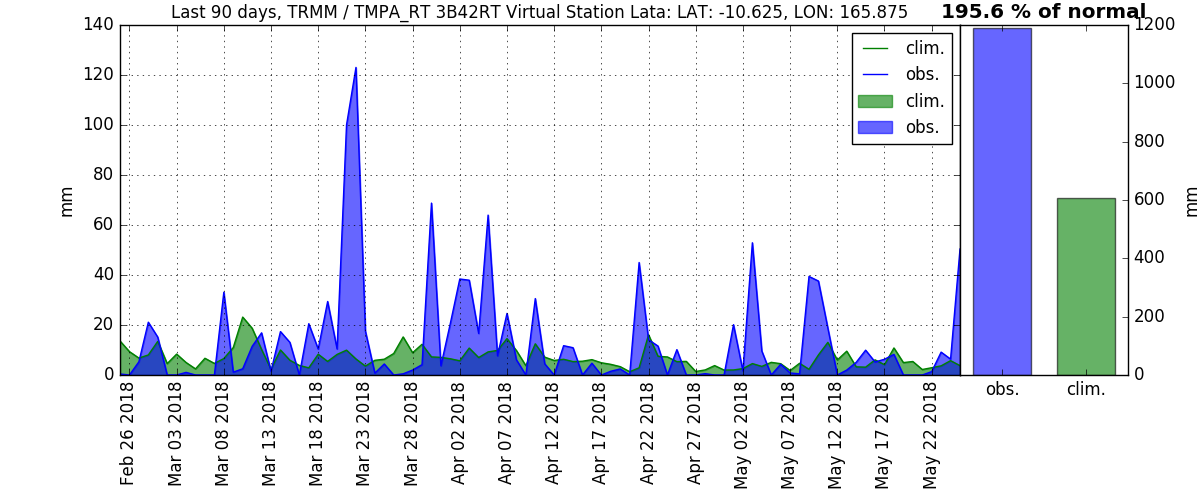 Last 90 days, TRMM / TMPA_RT 3B42RT Virtual Station Lata: LAT: -10.625, LON: 165.875
195.6 % of normal
140
120
100
80
60
40
20
0
mm
clim.
obs.
clim.
obs.
1200
1000
800
600
400
200
0
mm
Feb 26 2018
Mar 03 2018
Mar 08 2018
Mar 13 2018
Mar 18 2018
Mar 23 2018
Mar 28 2018
Apr 02 2018
Apr 07 2018
Apr 12 2018
Apr 17 2018
Apr 22 2018
Apr 27 2018
May 02 2018
May 07 2018
May 12 2018
May 17 2018
May 22 2018
obs.
clim.